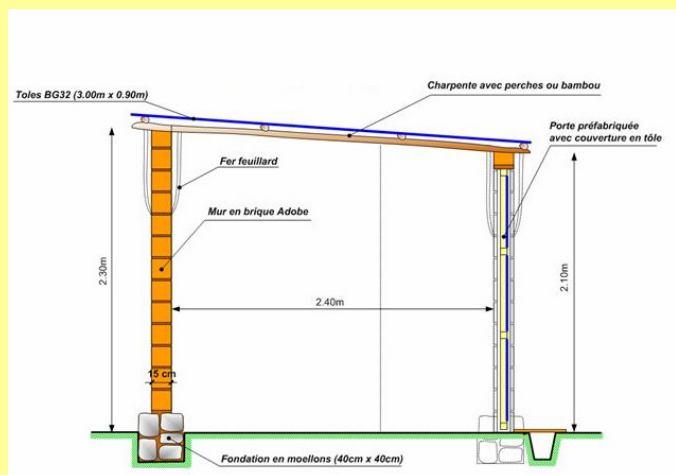 Toles BG32 (3.00m x 0.90m)
Charpente avec perches ou bambou
Porte préfabriquée
avec couverture en tôle
Fer feuillard
Mur en brique Adobe
2.30m
2.40m
2.10m
15 cm
Fondation en moellons (40cm x 40cm)